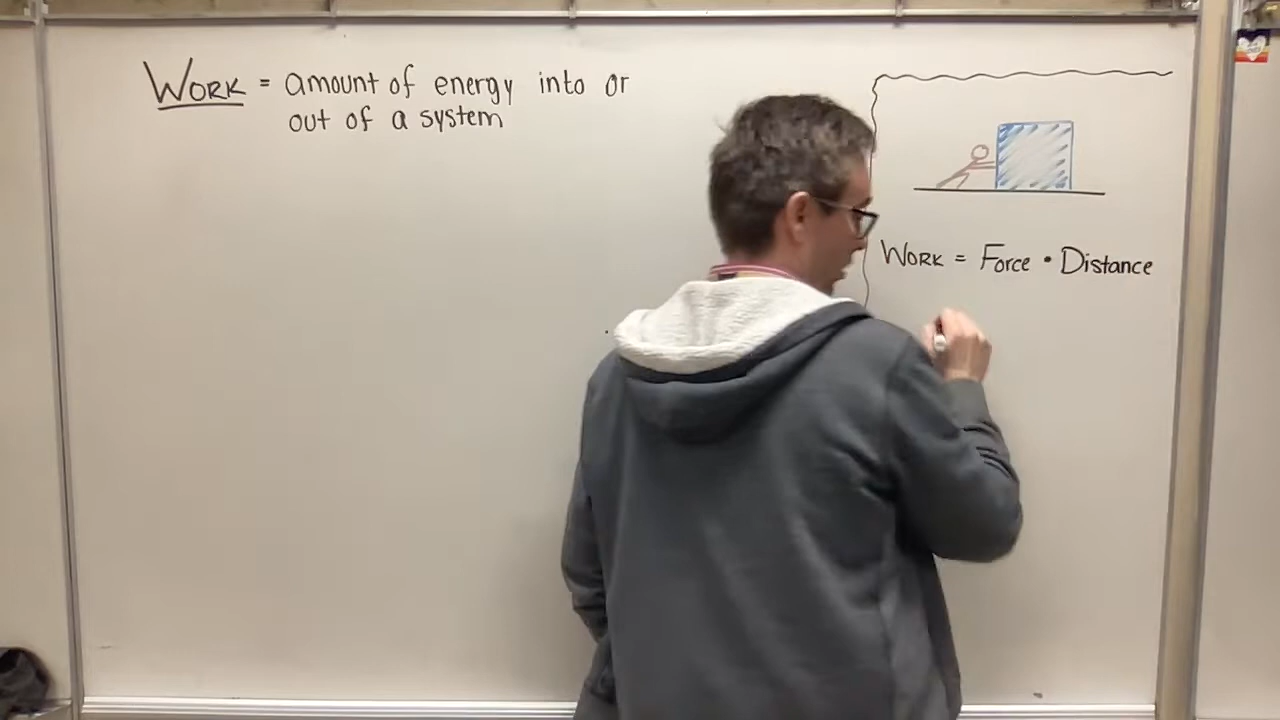 Work = amount of energy into or
out of a system
Work = Force • Distance